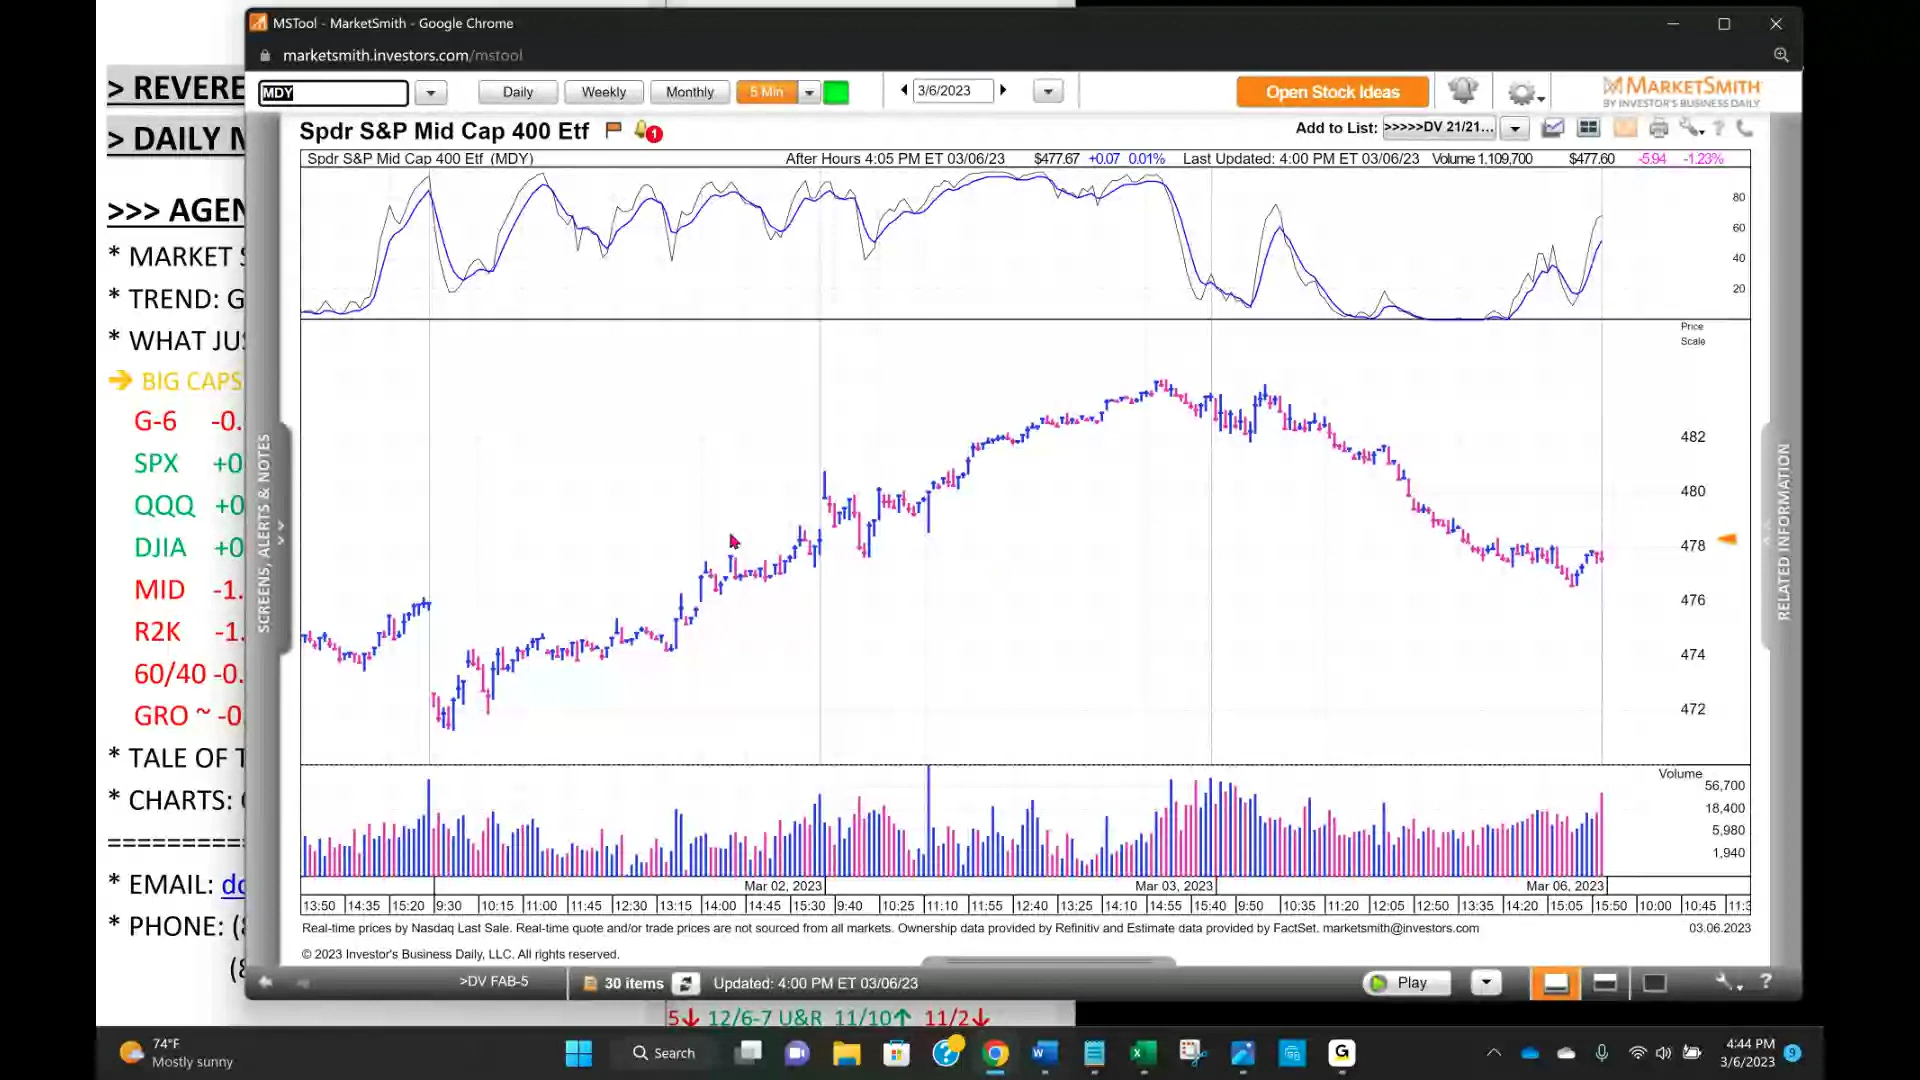 MSTool - MarketSmith - Google Chrome
marketsmith.investors.com/mstool
MDY
Daily
Weekly
Monthly
5 Min
3/6/2023
Open Stock Ideas
MARKETSMITH
BY INVESTOR'S BUSINESS DAILY
Spdr S&P Mid Cap 400 Etf
1
Add to List:
>>>>>DV 21/21...
Spdr S&P Mid Cap 400 Etf (MDY)
After Hours 4:05 PM ET 03/06/23
$477.67 +0.07 0.01%
Last Updated: 4:00 PM ET 03/06/23
Volume 1,109,700
$477.60
-5.94
-1.23%
80
60
40
20
Price
Scale
482
480
478
476
474
472
Volume
56,700
18,400
5,980
1,940
Mar 02, 2023
Mar 03, 2023
Mar 06, 2023
13:50 14:35 15:20 9:30 10:15 11:00 11:45 12:30 13:15 14:00 14:45 15:30 9:40 10:25 11:10 11:55 12:40 13:25 14:10 14:55 15:40 9:50 10:35 11:20 12:05 12:50 13:35 14:20 15:05 15:50 10:00 10:45
Real-time prices by Nasdaq Last Sale. Real-time quote and/or trade prices are not sourced from all markets. Ownership data provided by Refinitiv and Estimate data provided by FactSet. marketsmith@investors.com
03.06.2023
© 2023 Investor's Business Daily, LLC. All rights reserved.
SCREENS, ALERTS & NOTES
RELATED INFORMATION
>DV FAB-5
30 items
Updated: 4:00 PM ET 03/06/23
Play
?
> REVERE
> DAILY
>>> AGEN
* MARKET
* TREND: G
* WHAT JU
BIG CAPS
G-6 -0.
SPX +0
QQQ +0
DJIA +0
MID -1.
R2K -1.
60/40 -0.
GRO ~ -0
* TALE OF T
* CHARTS:
===========
* EMAIL: do
* PHONE: (8
(8
5↓ 12/6-7 U&R 11/10↑ 11/2↓
74°F
Mostly sunny
Search
4:44 PM
3/6/2023
9